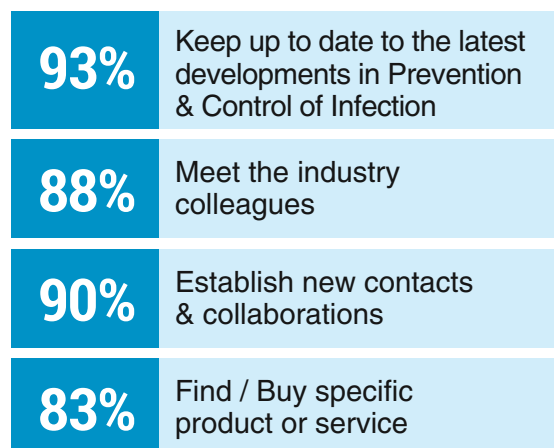 93%
Keep up to date to the latest
developments in Prevention
& Control of Infection
88%
Meet the industry
colleagues
90%
Establish new contacts
& collaborations
83%
Find / Buy specific
product or service